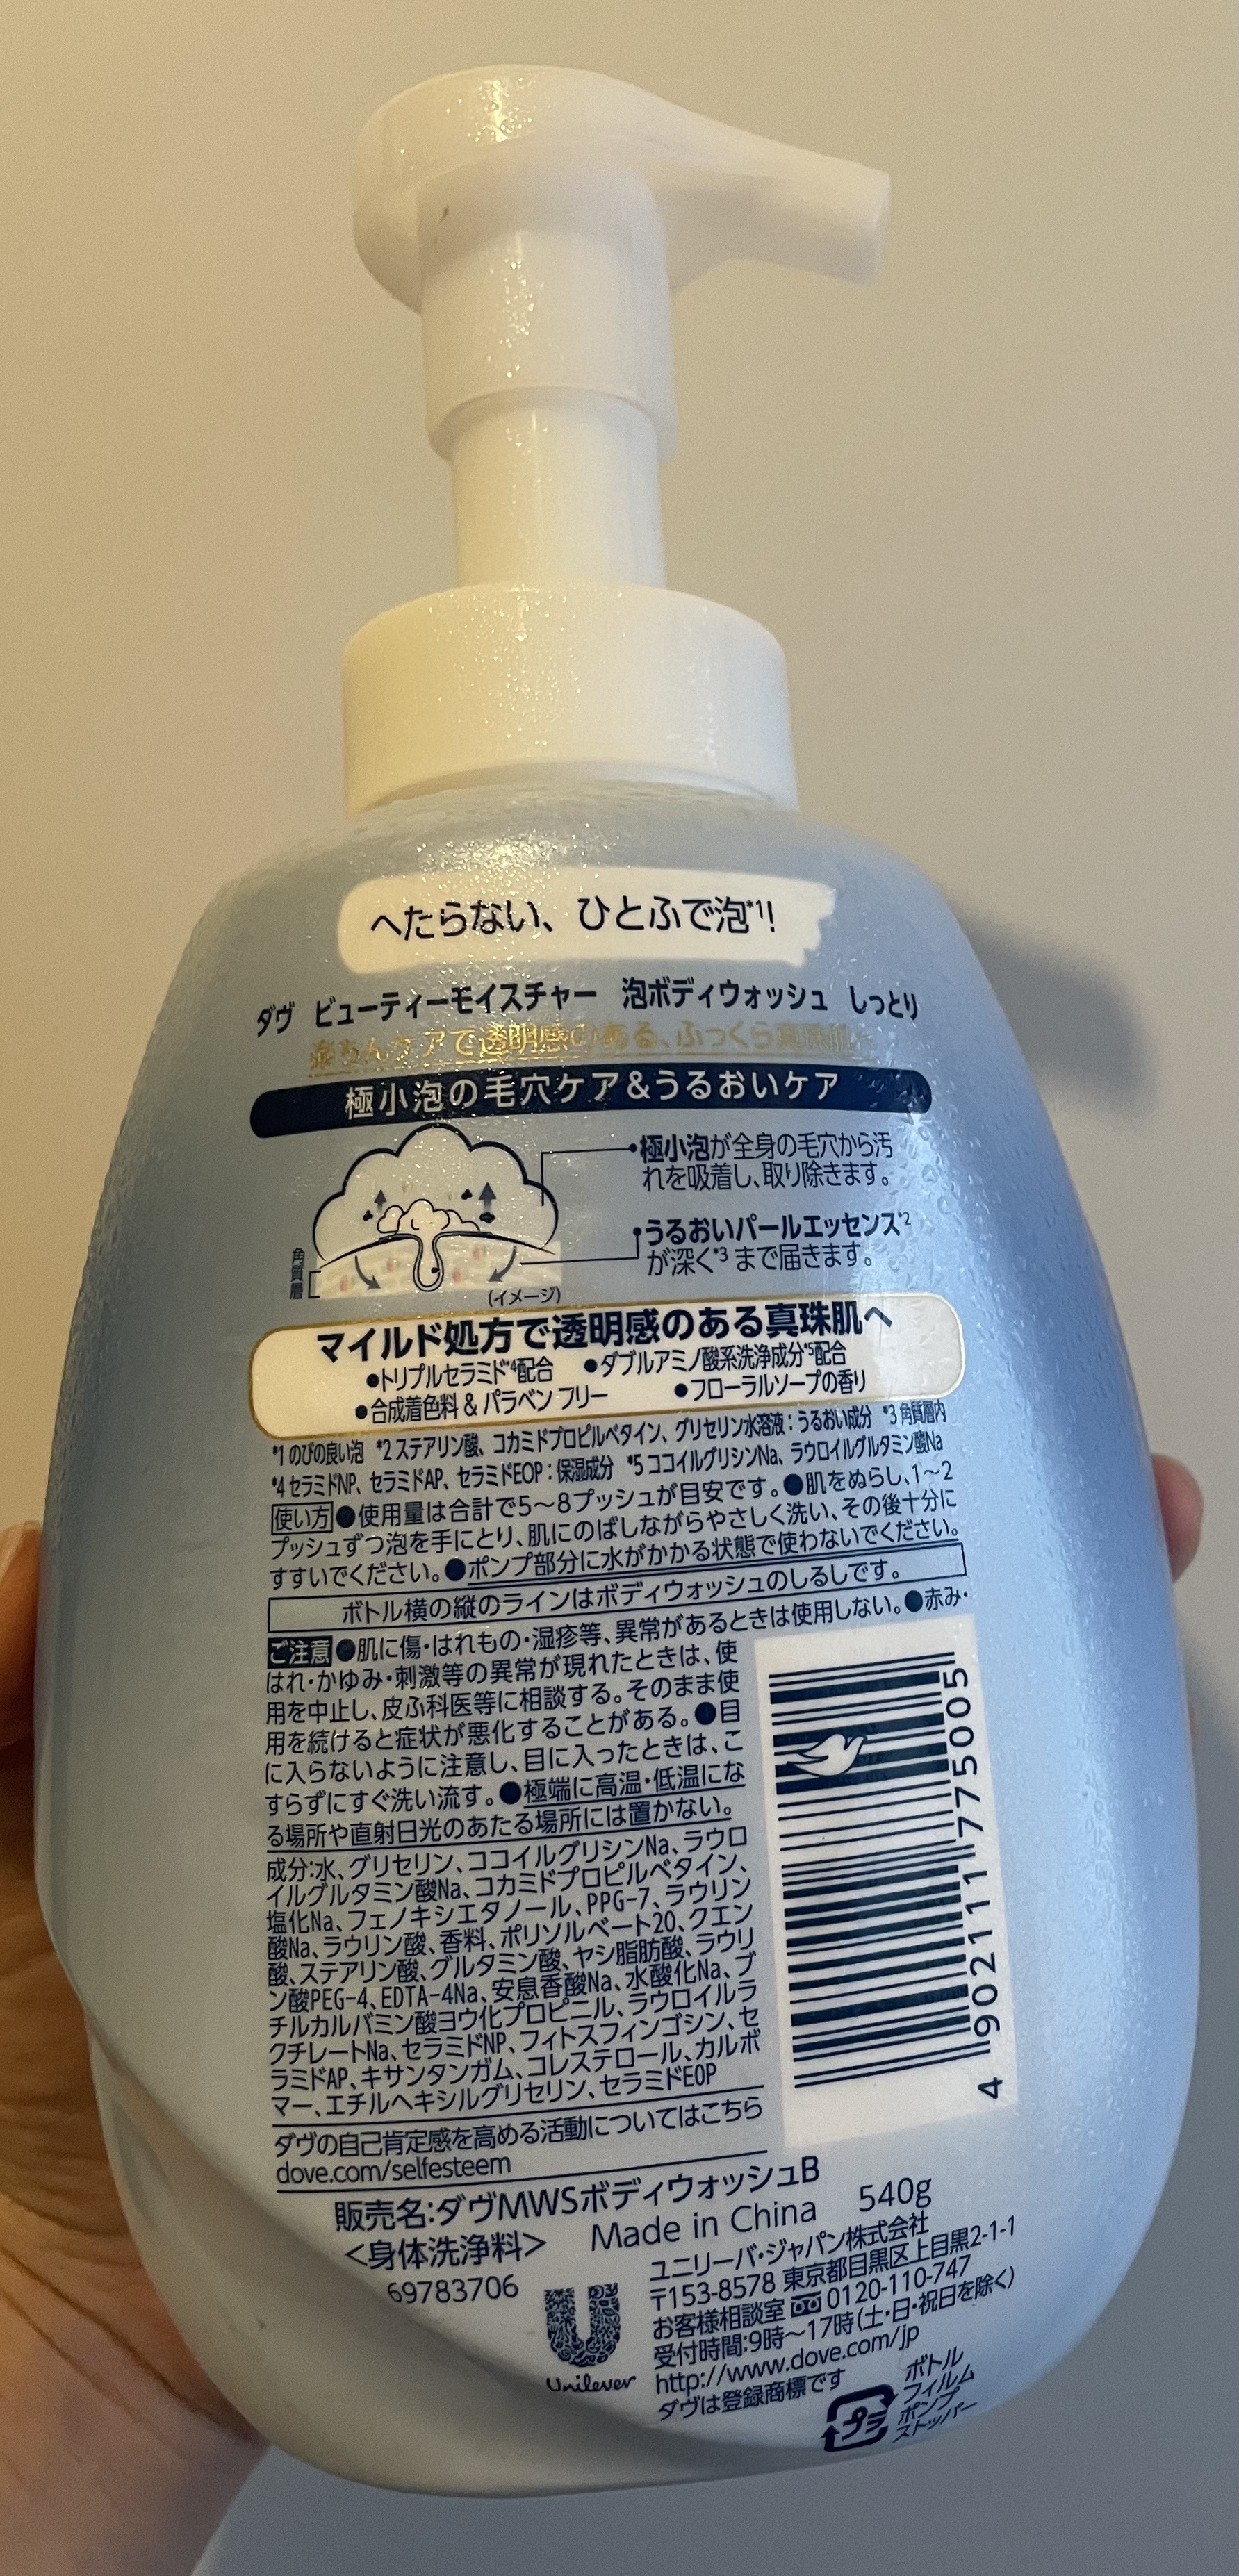 へたらない、ひとふで泡*1!
ダヴ ビューティーモイスチャー 泡ボディウォッシュ しっとり
楽ちんケアで透明感のある、ふっくら真珠肌へ
極小泡の毛穴ケア&うるおいケア
極小泡が全身の毛穴から汚
れを吸着し、取り除きます。
うるおいパールエッセンス*2
が深く*3 まで届きます。
角質層
(イメージ)
マイルド処方で透明感のある真珠肌へ
●トリプルセラミド*4配合 ●ダブルアミノ酸系洗浄成分*5配合
●合成着色料 & パラベン フリー ●フローラルソープの香り
*1 のびの良い泡 *2 ステアリン酸、コカミドプロピルベタイン、グリセリン水溶液:うるおい成分 *3 角質層内
*4 セラミドNP、セラミドAP、セラミドEOP:保湿成分 *5 ココイルグリシンNa、ラウロイルグルタミン酸Na
使い方 ●使用量は合計で5〜8プッシュが目安です。●肌をぬらし、1〜2
プッシュずつ泡を手にとり、肌にのばしながらやさしく洗い、その後十分に
すすいでください。●ポンプ部分に水がかかる状態で使わないでください。
ボトル横の縦のラインはボディウォッシュのしるしです。
ご注意 ●肌に傷・はれもの・湿疹等、異常があるときは使用しない。●赤み・
はれ・かゆみ・刺激等の異常が現れたときは、使
用を中止し、皮ふ科医等に相談する。そのまま使
用を続けると症状が悪化することがある。●目
に入らないように注意し、目に入ったときは、こ
すらずにすぐ洗い流す。●極端に高温・低温にな
る場所や直射日光のあたる場所には置かない。
成分:水、グリセリン、ココイルグリシンNa、ラウロ
イルグルタミン酸Na、コカミドプロピルベタイン、
塩化Na、フェノキシエタノール、PPG-7、ラウリン
酸Na、ラウリン酸、香料、ポリソルベート20、クエン
酸、ステアリン酸、グルタミン酸、ヤシ脂肪酸、ラウリ
ン酸PEG-4、EDTA-4Na、安息香酸Na、水酸化Na、ブ
チルカルバミン酸ヨウ化プロピニル、ラウロイルラ
クチレートNa、セラミドNP、フィトスフィンゴシン、セ
ラミドAP、キサンタンガム、コレステロール、カルボ
マー、エチルヘキシルグリセリン、セラミドEOP
4 902111 775005
ダヴの自己肯定感を高める活動についてはこちら
dove.com/selfesteem
販売名:ダヴMWSボディウォッシュB
<身体洗浄料> Made in China 540g
69783706
Unilever
ユニリーバ・ジャパン株式会社
〒153-8578 東京都目黒区上目黒2-1-1
お客様相談室 0120-110-747
受付時間:9時〜17時(土・日・祝日を除く)
http://www.dove.com/jp
ダヴは登録商標です
プラ
ボトル
フィルム
ポンプ
ストッパー